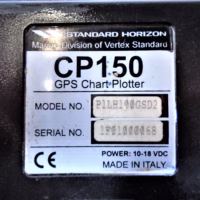 STANDARD HORIZON
Marine Division of Vertex Standard
CP150
GPS Chart Plotter
MODEL NO.
SERIAL NO.
CE
POWER: 10-18 VDC
MADE IN ITALY